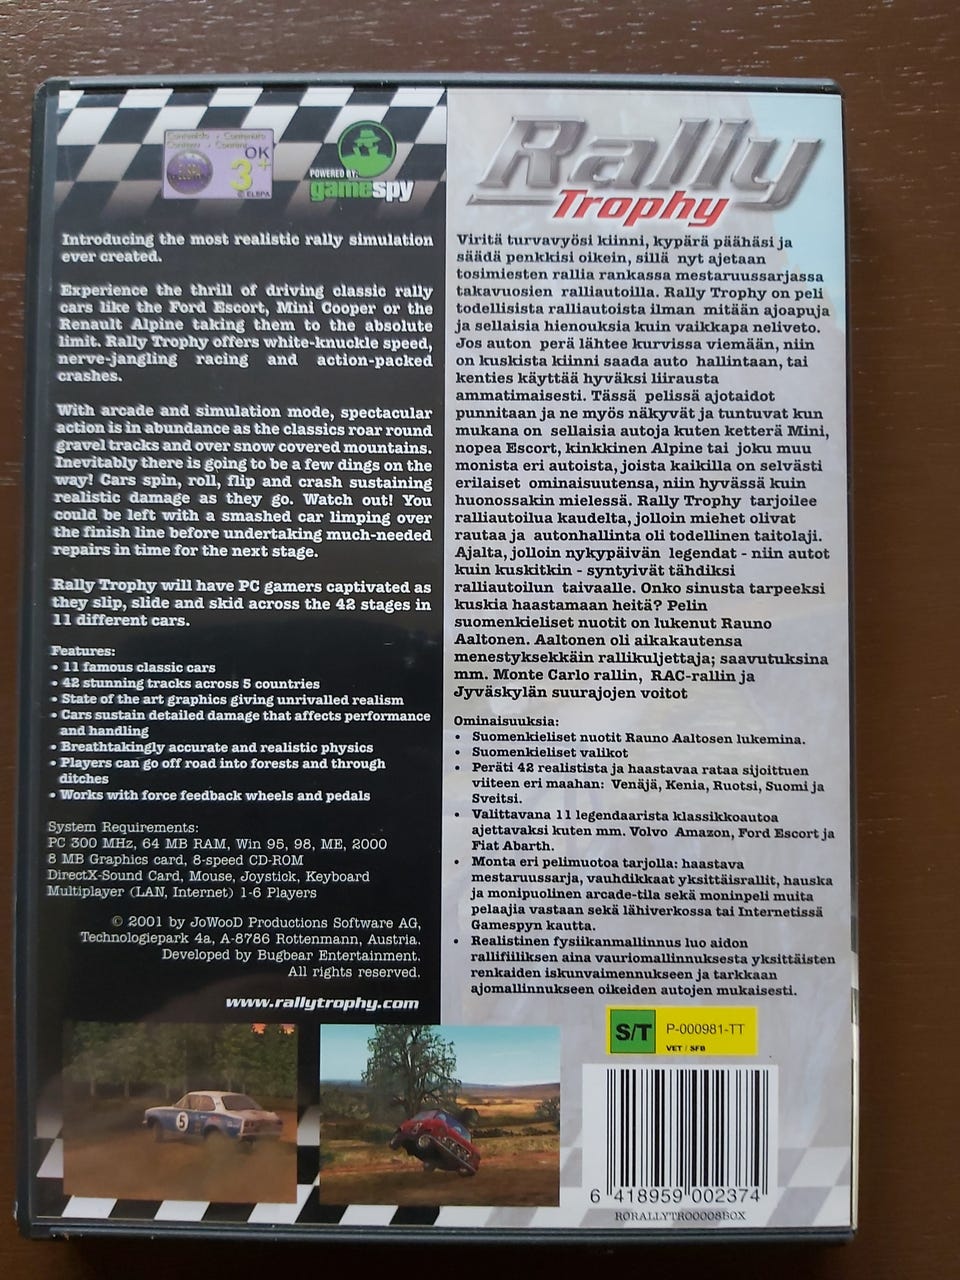 Contenido · Contenuto
Content · Contenu
OK
3+
© ELSPA
POWERED BY:
gamespy
Introducing the most realistic rally simulation
ever created.
Experience the thrill of driving classic rally
cars like the Ford Escort, Mini Cooper or the
Renault Alpine taking them to the absolute
limit. Rally Trophy offers white-knuckle speed,
nerve-jangling racing and action-packed
crashes.
With arcade and simulation mode, spectacular
action is in abundance as the classics roar round
gravel tracks and over snow covered mountains.
Inevitably there is going to be a few dings on the
way! Cars spin, roll, flip and crash sustaining
realistic damage as they go. Watch out! You
could be left with a smashed car limping over
the finish line before undertaking much-needed
repairs in time for the next stage.
Rally Trophy will have PC gamers captivated as
they slip, slide and skid across the 42 stages in
11 different cars.
Features:
• 11 famous classic cars
• 42 stunning tracks across 5 countries
• State of the art graphics giving unrivalled realism
• Cars sustain detailed damage that affects performance
and handling
• Breathtakingly accurate and realistic physics
• Players can go off road into forests and through
ditches
• Works with force feedback wheels and pedals
System Requirements:
PC 300 MHz, 64 MB RAM, Win 95, 98, ME, 2000
8 MB Graphics card, 8-speed CD-ROM
DirectX-Sound Card, Mouse, Joystick, Keyboard
Multiplayer (LAN, Internet) 1-6 Players
© 2001 by JoWooD Productions Software AG,
Technologiepark 4a, A-8786 Rottenmann, Austria.
Developed by Bugbear Entertainment.
All rights reserved.
www.rallytrophy.com
5
Rally
Trophy
Viritä turvavyösi kiinni, kypärä päähäsi ja
säädä penkkisi oikein, sillä nyt ajetaan
tosimiesten rallia rankassa mestaruussarjassa
takavuosien ralliautoilla. Rally Trophy on peli
todellisista ralliautoista ilman mitään ajoapuja
ja sellaisia hienouksia kuin vaikkapa neliveto.
Jos auton perä lähtee kurvissa viemään, niin
on kuskista kiinni saada auto hallintaan, tai
kenties käyttää hyväksi liirausta
ammatimaisesti. Tässä pelissä ajotaidot
punnitaan ja ne myös näkyvät ja tuntuvat kun
mukana on sellaisia autoja kuten ketterä Mini,
nopea Escort, kinkkinen Alpine tai joku muu
monista eri autoista, joista kaikilla on selvästi
erilaiset ominaisuutensa, niin hyvässä kuin
huonossakin mielessä. Rally Trophy tarjoilee
ralliautoilua kaudelta, jolloin miehet olivat
rautaa ja autonhallinta oli todellinen taitolaji.
Ajalta, jolloin nykypäivän legendat - niin autot
kuin kuskitkin - syntyivät tähdiksi
ralliautoilun taivaalle. Onko sinusta tarpeeksi
kuskia haastamaan heitä? Pelin
suomenkieliset nuotit on lukenut Rauno
Aaltonen. Aaltonen oli aikakautensa
menestyksekkäin rallikuljettaja; saavutuksina
mm. Monte Carlo rallin, RAC-rallin ja
Jyväskylän suurajojen voitot
Ominaisuuksia:
• Suomenkieliset nuotit Rauno Aaltosen lukemina.
• Suomenkieliset valikot
• Peräti 42 realistista ja haastavaa rataa sijoittuen
viiteen eri maahan: Venäjä, Kenia, Ruotsi, Suomi ja
Sveitsi.
• Valittavana 11 legendaarista klassikkoautoa
ajettavaksi kuten mm. Volvo Amazon, Ford Escort ja
Fiat Abarth.
• Monta eri pelimuotoa tarjolla: haastava
mestaruussarja, vauhdikkaat yksittäisrallit, hauska
ja monipuolinen arcade-tila sekä moninpeli muita
pelaajia vastaan sekä lähiverkossa tai Internetissä
Gamespyn kautta.
• Realistinen fysiikanmallinnus luo aidon
rallifiiliksen aina vauriomallinnuksesta yksittäisten
renkaiden iskunvaimennukseen ja tarkkaan
ajomallinnukseen oikeiden autojen mukaisesti.
S/T P-000981-TT
VET / SFB
6 418959 002374
RORALLYTRO0008BOX